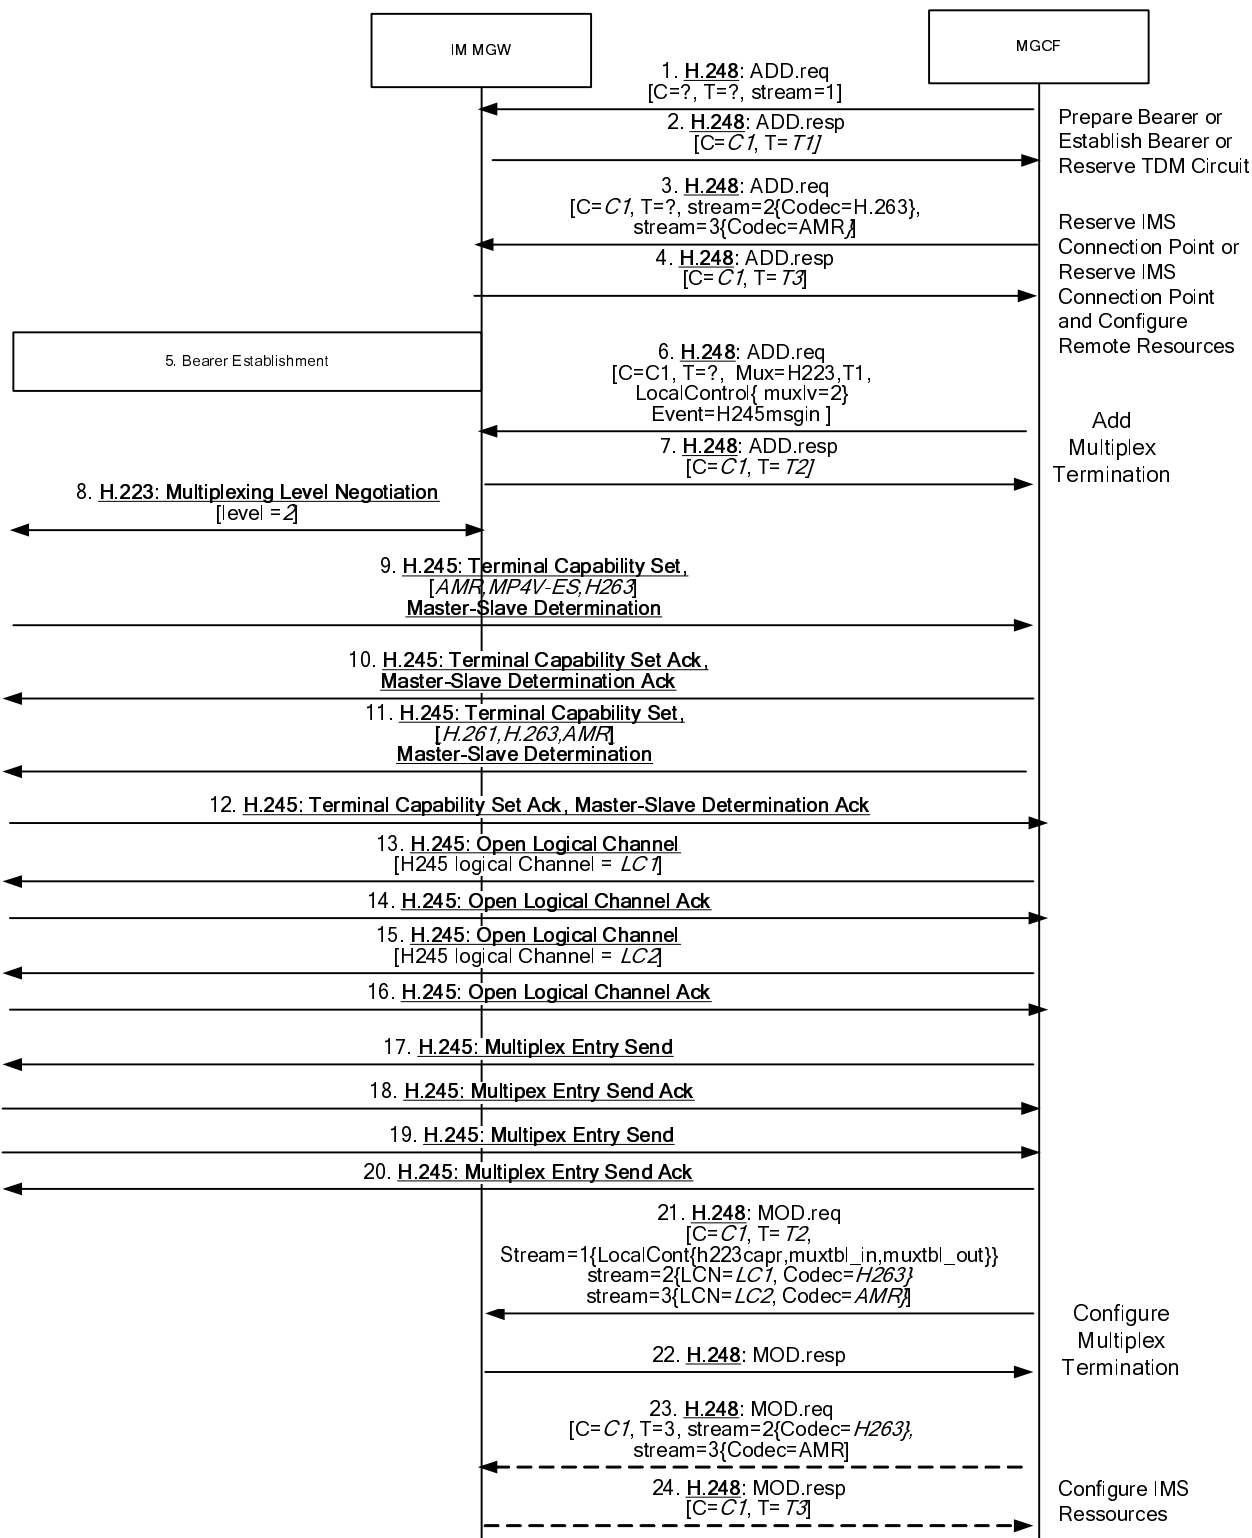 IM MGW
MGCF
1. H.248: ADD.req
[C=?, T=?, stream=1]
2. H.248: ADD.resp
[C=C1, T=T1]
Prepare Bearer or
Establish Bearer or
Reserve TDM Circuit
3. H.248: ADD.req
[C=C1, T=?, stream=2{Codec=H.263},
stream=3{Codec=AMR}]
4. H.248: ADD.resp
[C=C1, T=T3]
Reserve IMS
Connection Point or
Reserve IMS
Connection Point
and Configure
Remote Resources
5. Bearer Establishment
6. H.248: ADD.req
[C=C1, T=?, Mux=H223,T1,
LocalControl{ muxlv=2}
Event=H245msgin ]
7. H.248: ADD.resp
[C=C1, T=T2]
Add
Multiplex
Termination
8. H.223: Multiplexing Level Negotiation
[level =2]
9. H.245: Terminal Capability Set,
[AMR,MP4V-ES,H263]
Master-Slave Determination
10. H.245: Terminal Capability Set Ack,
Master-Slave Determination Ack
11. H.245: Terminal Capability Set,
[H.261,H.263,AMR]
Master-Slave Determination
12. H.245: Terminal Capability Set Ack, Master-Slave Determination Ack
13. H.245: Open Logical Channel
[H245 logical Channel = LC1]
14. H.245: Open Logical Channel Ack
15. H.245: Open Logical Channel
[H245 logical Channel = LC2]
16. H.245: Open Logical Channel Ack
17. H.245: Multiplex Entry Send
18. H.245: Multipex Entry Send Ack
19. H.245: Multipex Entry Send
20. H.245: Multiplex Entry Send Ack
21. H.248: MOD.req
[C=C1, T=T2,
Stream=1{LocalCont{h223capr,muxtbl_in,muxtbl_out}}
stream=2{LCN=LC1, Codec=H263}
stream=3{LCN=LC2, Codec=AMR}]
22. H.248: MOD.resp
Configure
Multiplex
Termination
23. H.248: MOD.req
[C=C1, T=3, stream=2{Codec=H263},
stream=3{Codec=AMR]
24. H.248: MOD.resp
[C=C1, T=T3]
Configure IMS
Ressources